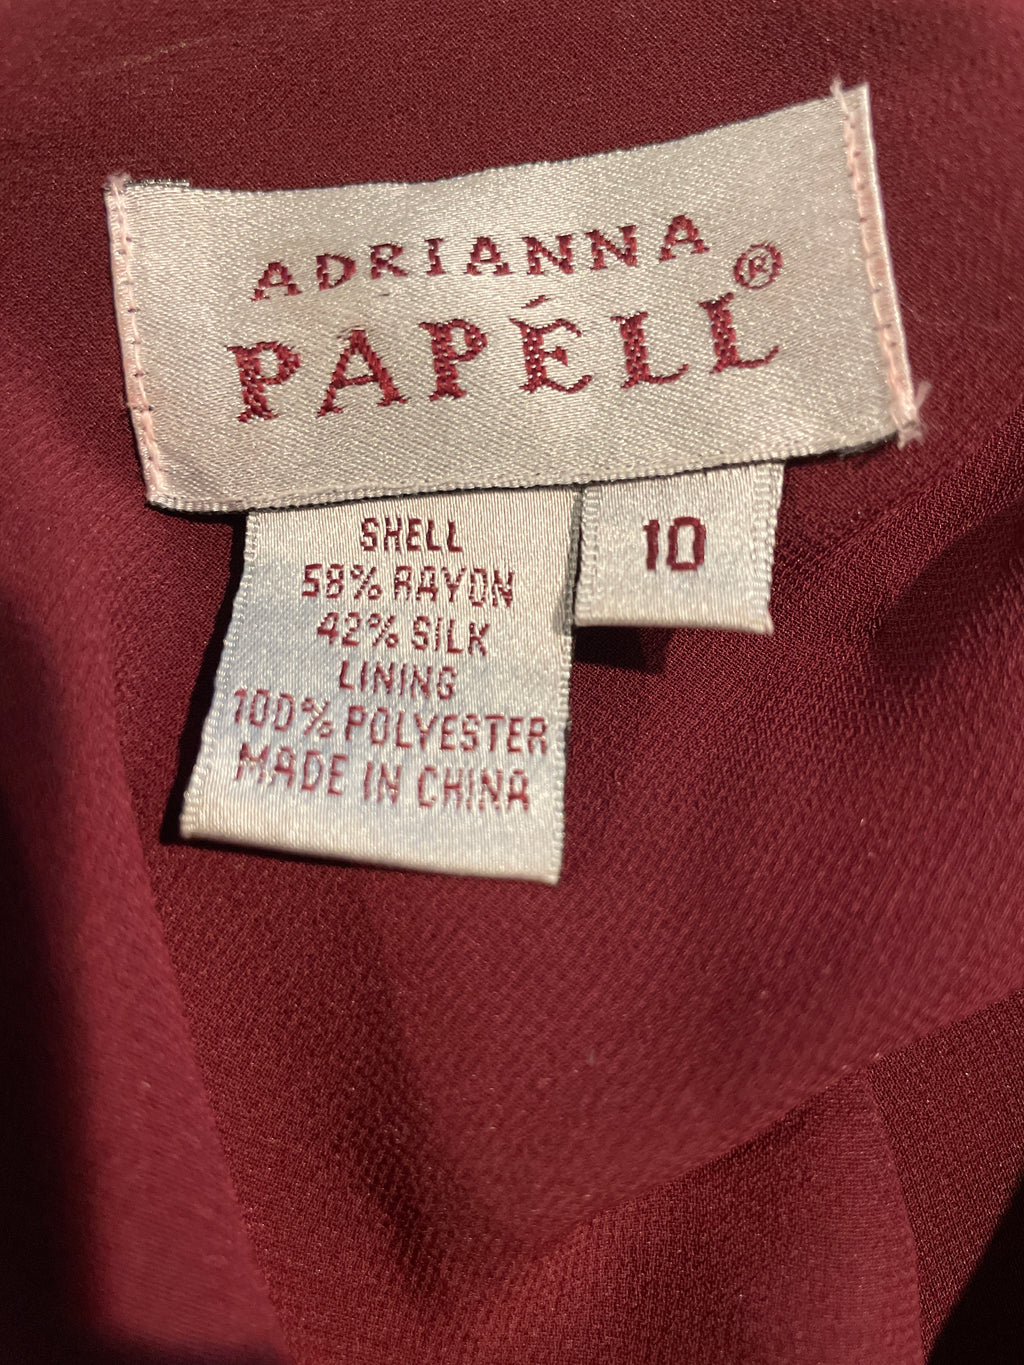 ADRIANNA
PAPÉLL®
10
SHELL
58% RAYON
42% SILK
LINING
100% POLYESTER
MADE IN CHINA